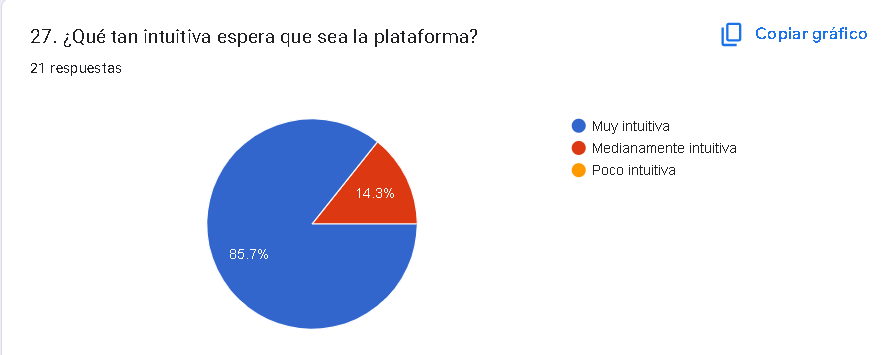 27. ¿Qué tan intuitiva espera que sea la plataforma?
Copiar gráfico
21 respuestas
Muy intuitiva
Medianamente intuitiva
Poco intuitiva
14.3%
85.7%